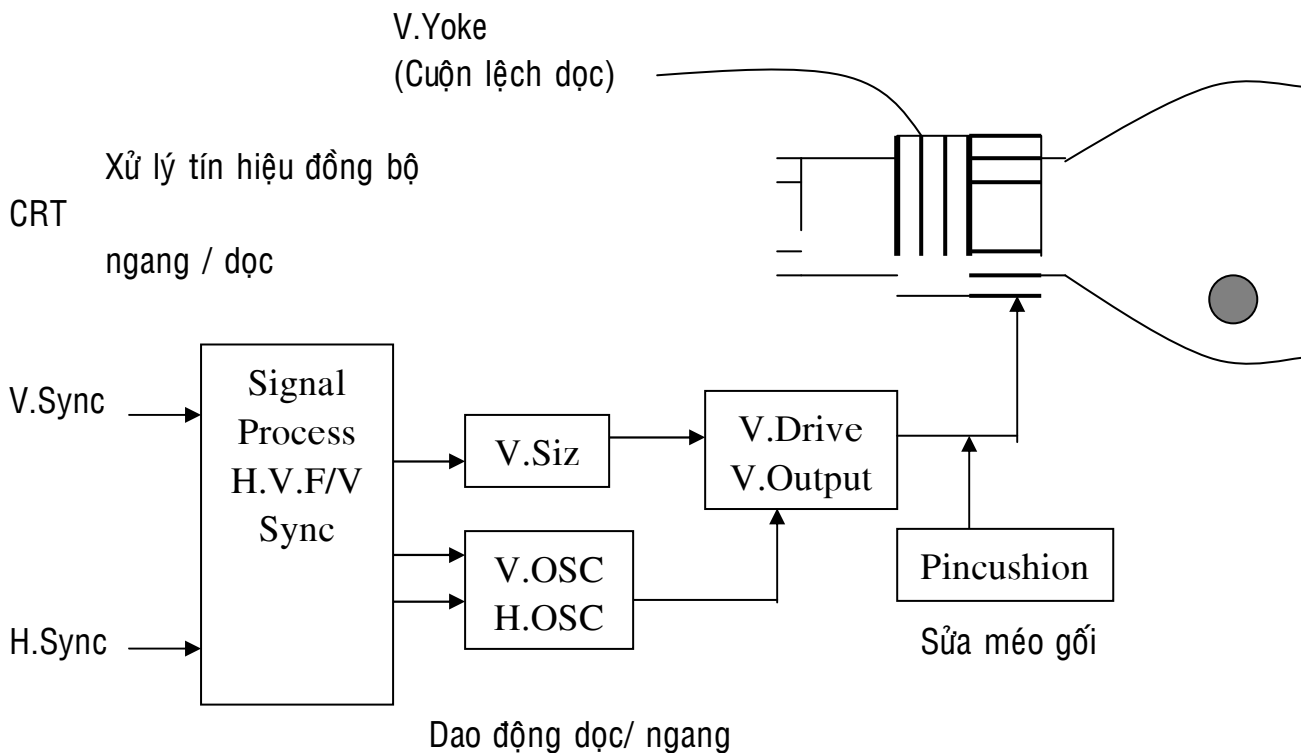 V.Yoke
(Cuộn lệch dọc)
Xử lý tín hiệu đồng bộ
CRT
ngang / dọc
V.Sync
H.Sync
Signal
Process
H.V.F/V
Sync
V.Siz
V.OSC
H.OSC
V.Drive
V.Output
Pincushion
Sửa méo gối
Dao động dọc/ ngang